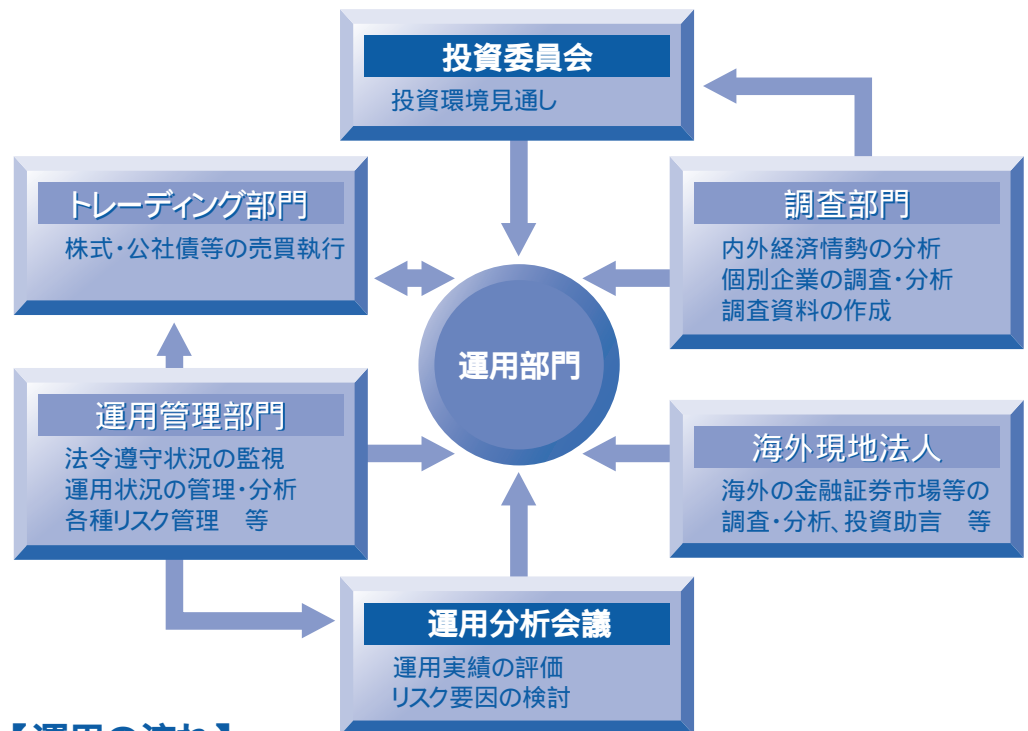 投資委員会
投資環境見通し
トレーディング部門
株式・公社債等の売買執行
調査部門
内外経済情勢の分析
個別企業の調査・分析
調査資料の作成
運用部門
運用管理部門
法令遵守状況の監視
運用状況の管理・分析
各種リスク管理　等
海外現地法人
海外の金融証券市場等の
調査・分析、投資助言　等
運用分析会議
運用実績の評価
リスク要因の検討
【運用の流れ】